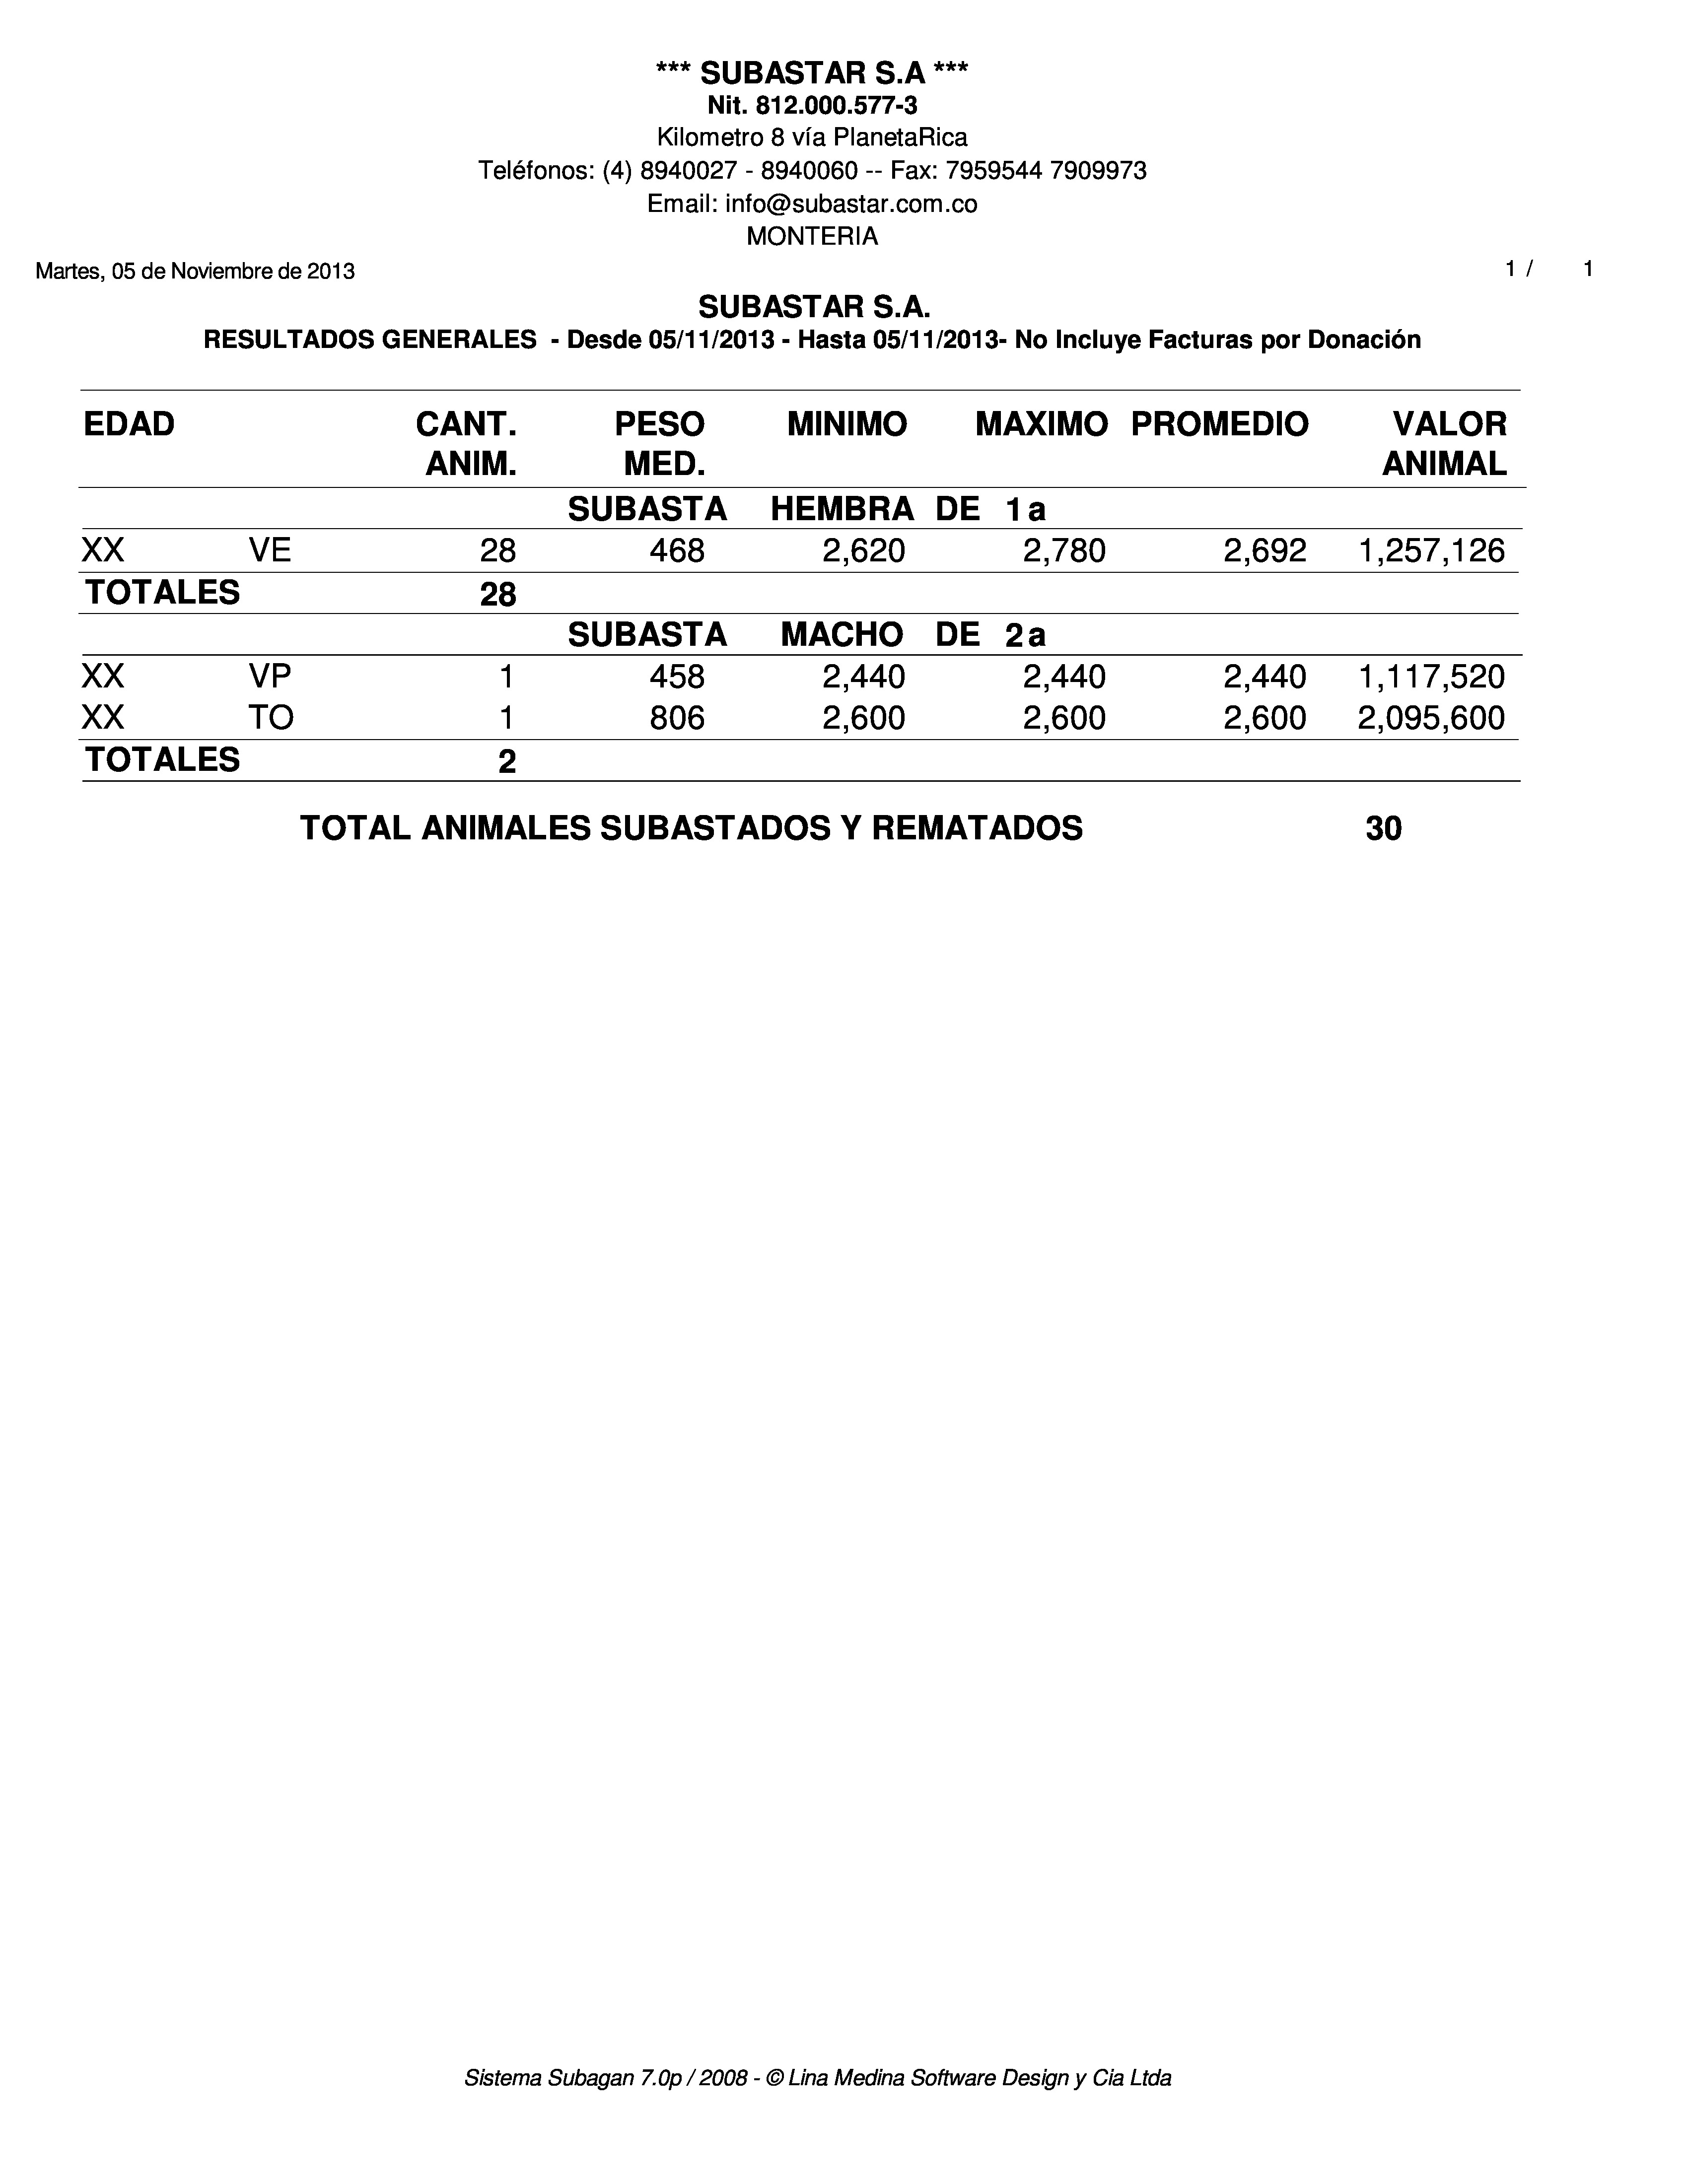 *** SUBASTAR S.A ***
Nit. 812.000.577-3
Kilometro 8 vía PlanetaRica
Teléfonos: (4) 8940027 - 8940060 -- Fax: 7959544 7909973
Email: info@subastar.com.co
MONTERIA
Martes, 05 de Noviembre de 2013 1 / 1
SUBASTAR S.A.
RESULTADOS GENERALES - Desde 05/11/2013 - Hasta 05/11/2013- No Incluye Facturas por Donación
EDAD CANT. PESO MINIMO MAXIMO PROMEDIO VALOR
ANIM. MED. ANIMAL
SUBASTA HEMBRA DE 1a
XX VE 28 468 2,620 2,780 2,692 1,257,126
TOTALES 28
SUBASTA MACHO DE 2a
XX VP 1 458 2,440 2,440 2,440 1,117,520
XX TO 1 806 2,600 2,600 2,600 2,095,600
TOTALES 2
TOTAL ANIMALES SUBASTADOS Y REMATADOS 30
Sistema Subagan 7.0p / 2008 - © Lina Medina Software Design y Cia Ltda